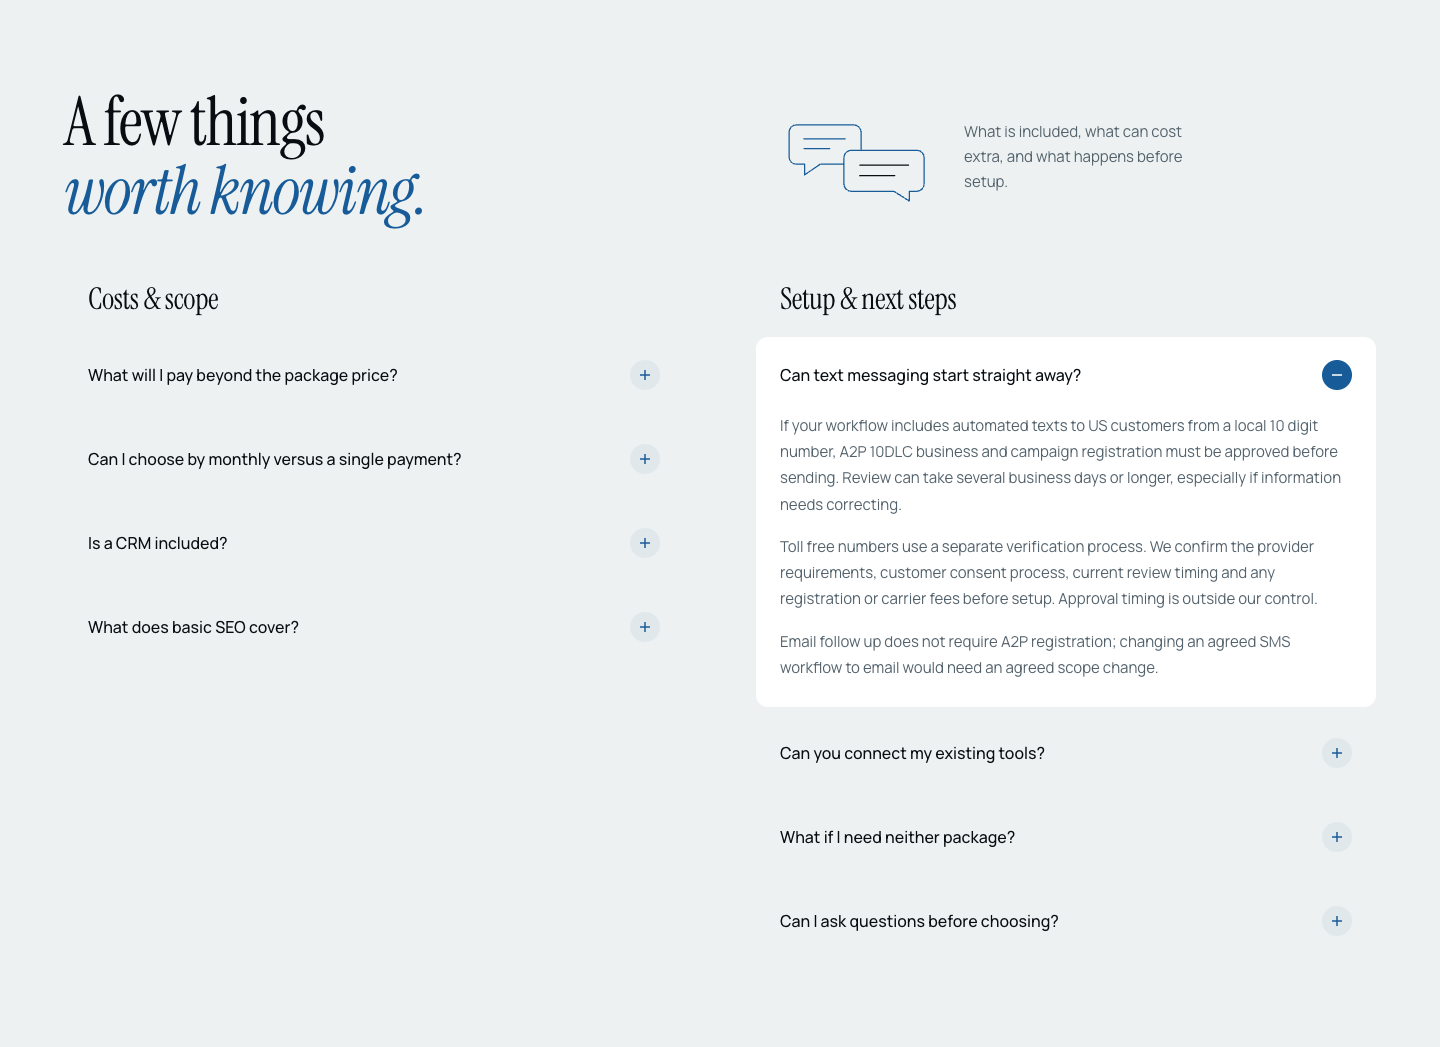 A few things
worth knowing.
What is included, what can cost
extra, and what happens before
setup.
Costs & scope
What will I pay beyond the package price?
Can I choose by monthly versus a single payment?
Is a CRM included?
What does basic SEO cover?
Setup & next steps
Can text messaging start straight away?
If your workflow includes automated texts to US customers from a local 10 digit
number, A2P 10DLC business and campaign registration must be approved before
sending. Review can take several business days or longer, especially if information
needs correcting.
Toll free numbers use a separate verification process. We confirm the provider
requirements, customer consent process, current review timing and any
registration or carrier fees before setup. Approval timing is outside our control.
Email follow up does not require A2P registration; changing an agreed SMS
workflow to email would need an agreed scope change.
Can you connect my existing tools?
What if I need neither package?
Can I ask questions before choosing?